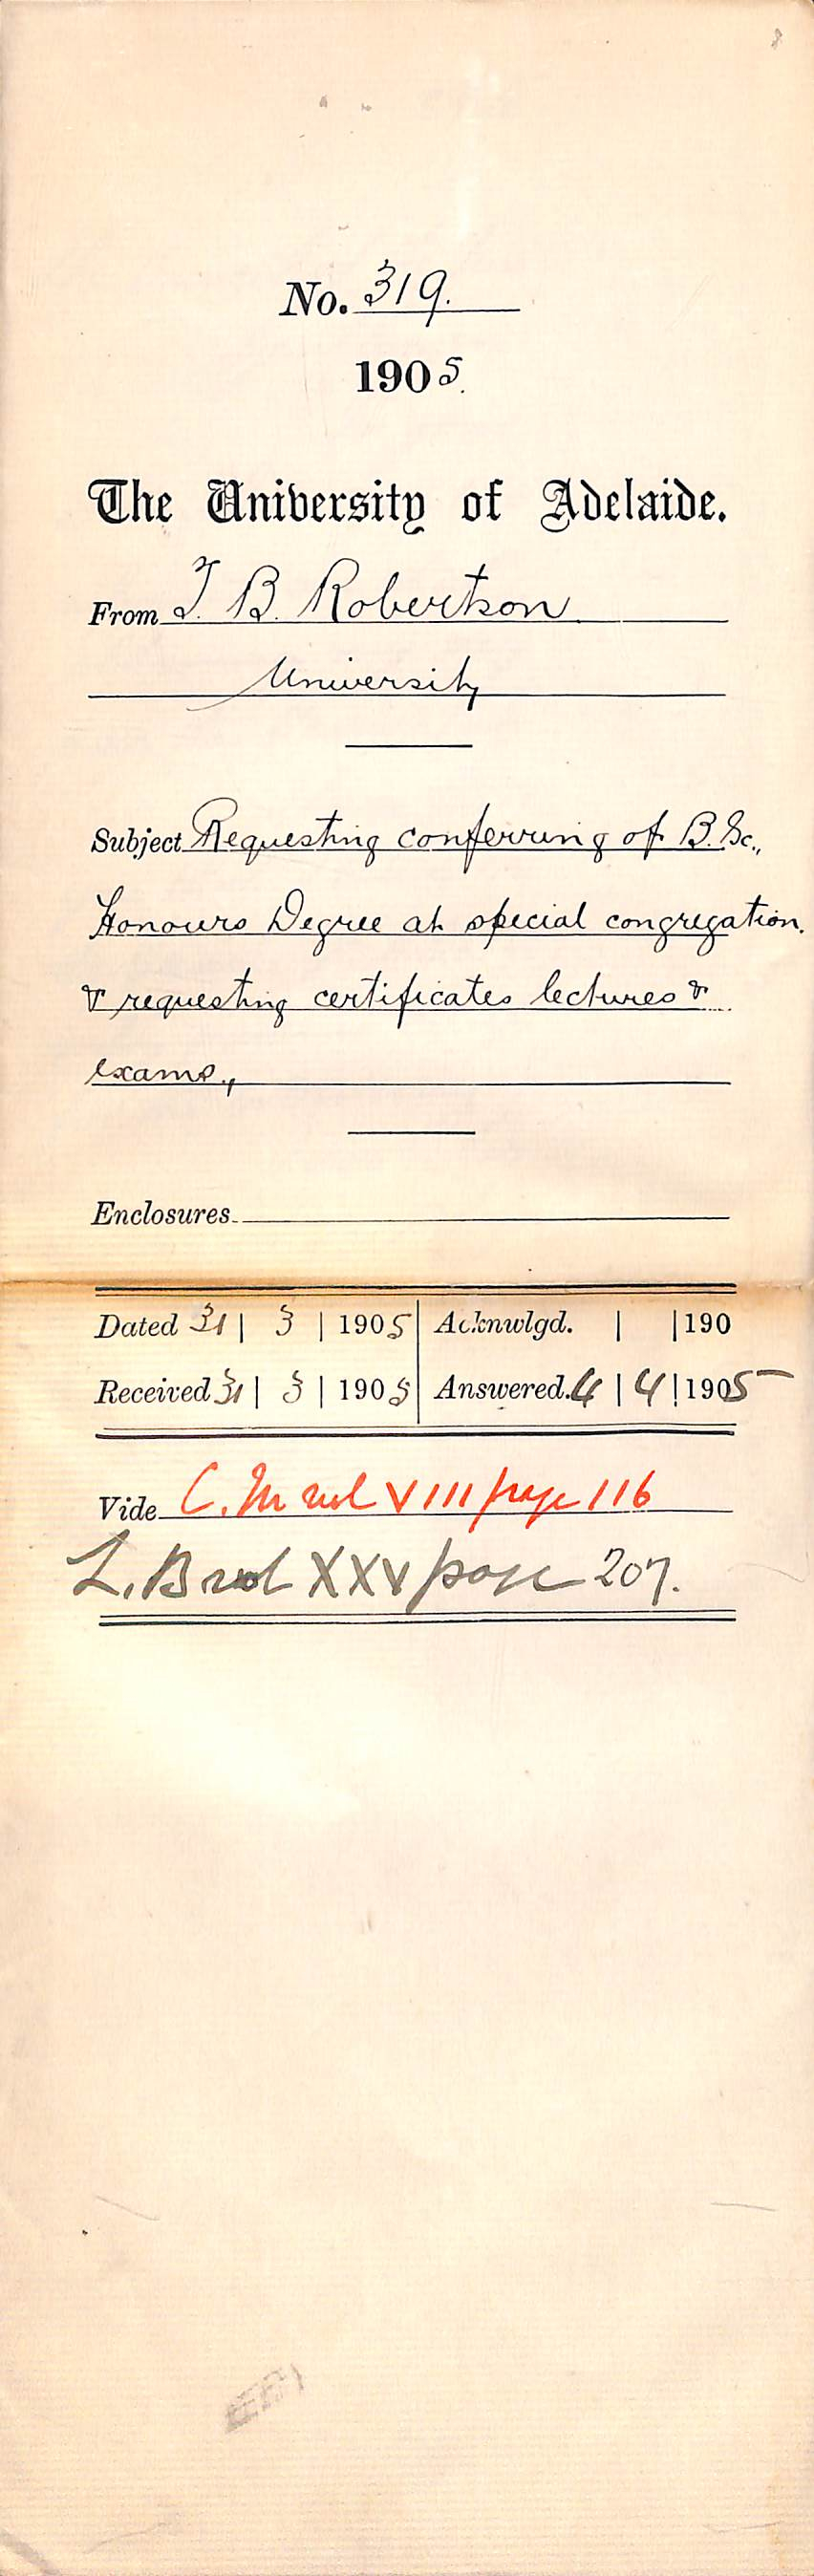 8
No. 319.
1905.
The University of Adelaide.
From T. B. Robertson
University
Subject Requesting conferring of B.Sc.,
Honours Degree at special congregation.
& requesting certificates lectures &
exams.,
Enclosures
Dated 31 | 3 | 1905 Acknwlgd. | | 190
Received 31 | 3 | 1905 Answered. 4 | 4 | 1905
Vide C. M vol VIII page 116
L. B vol XXV page 207.